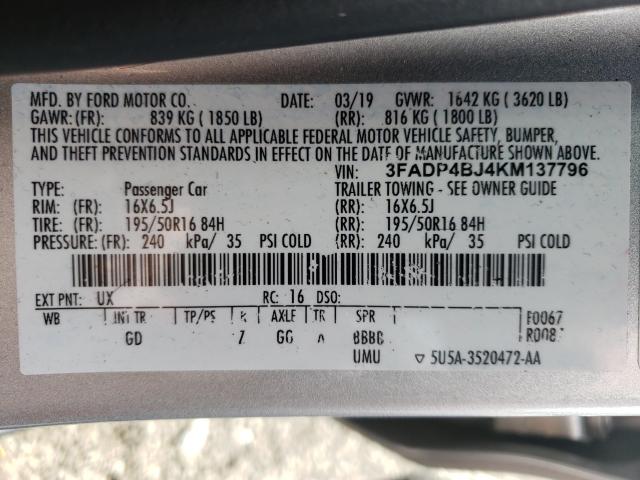 MFD. BY FORD MOTOR CO. DATE: 03/19 GVWR: 1642 KG ( 3620 LB)
GAWR:(FR): 839 KG ( 1850 LB) (RR): 816 KG ( 1800 LB)
THIS VEHICLE CONFORMS TO ALL APPLICABLE FEDERAL MOTOR VEHICLE SAFETY, BUMPER,
AND THEFT PREVENTION STANDARDS IN EFFECT ON THE DATE OF MANUFACTURE SHOWN ABOVE.
VIN: 3FADP4BJ4KM137796
TYPE: Passenger Car TRAILER TOWING - SEE OWNER GUIDE
RIM: (FR): 16X6.5J (RR): 16X6.5J
TIRE: (FR): 195/50R16 84H (RR): 195/50R16 84H
PRESSURE: (FR): 240 kPa/ 35 PSI COLD (RR): 240 kPa/ 35 PSI COLD
EXT PNT: UX RC: 16 DSO:
WB INT TR TP/PS R AXLE TR SPR F0067
GD GG BBBB
UMU 5U5A-3520472-AA